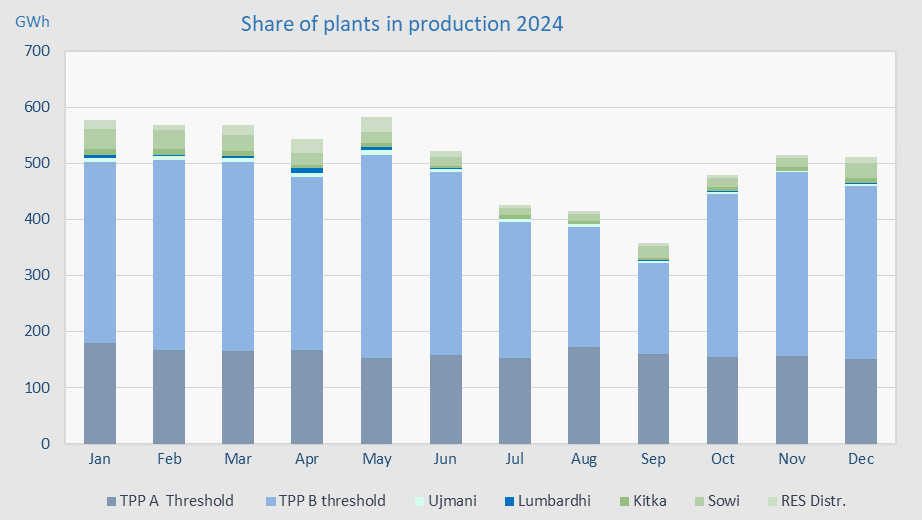 GWh
Share of plants in production 2024
700
600
500
400
300
200
100
0
Jan Feb Mar Apr May Jun Jul Aug Sep Oct Nov Dec
TPP A  Threshold TPP B threshold Ujmani Lumbardhi Kitka Sowi RES Distr.